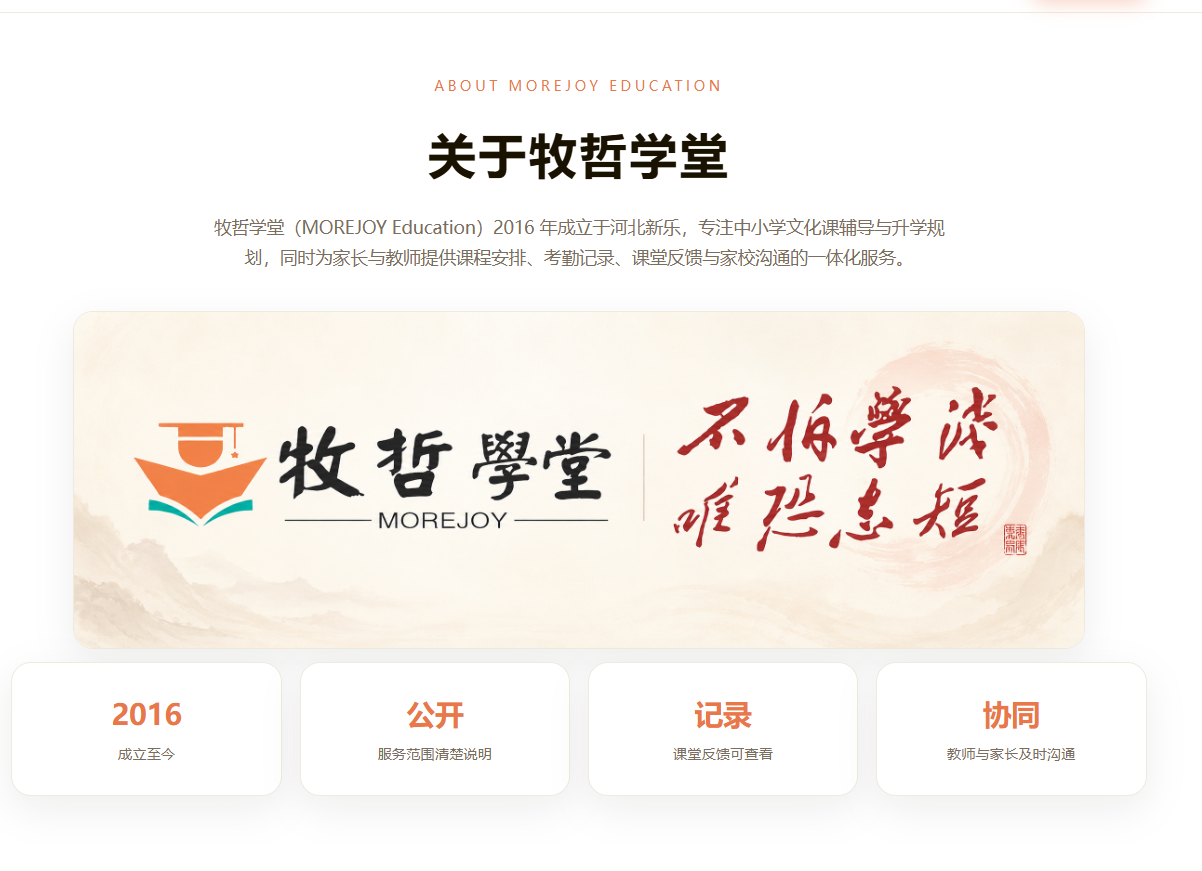 ABOUT MOREJOY EDUCATION
关于牧哲学堂
牧哲学堂（MOREJOY Education）2016 年成立于河北新乐，专注中小学文化课辅导与升学规
划，同时为家长与教师提供课程安排、考勤记录、课堂反馈与家校沟通的一体化服务。
牧哲學堂
MOREJOY
不怕學浅
唯恐志短
2016
成立至今
公开
服务范围清楚说明
记录
课堂反馈可查看
协同
教师与家长及时沟通